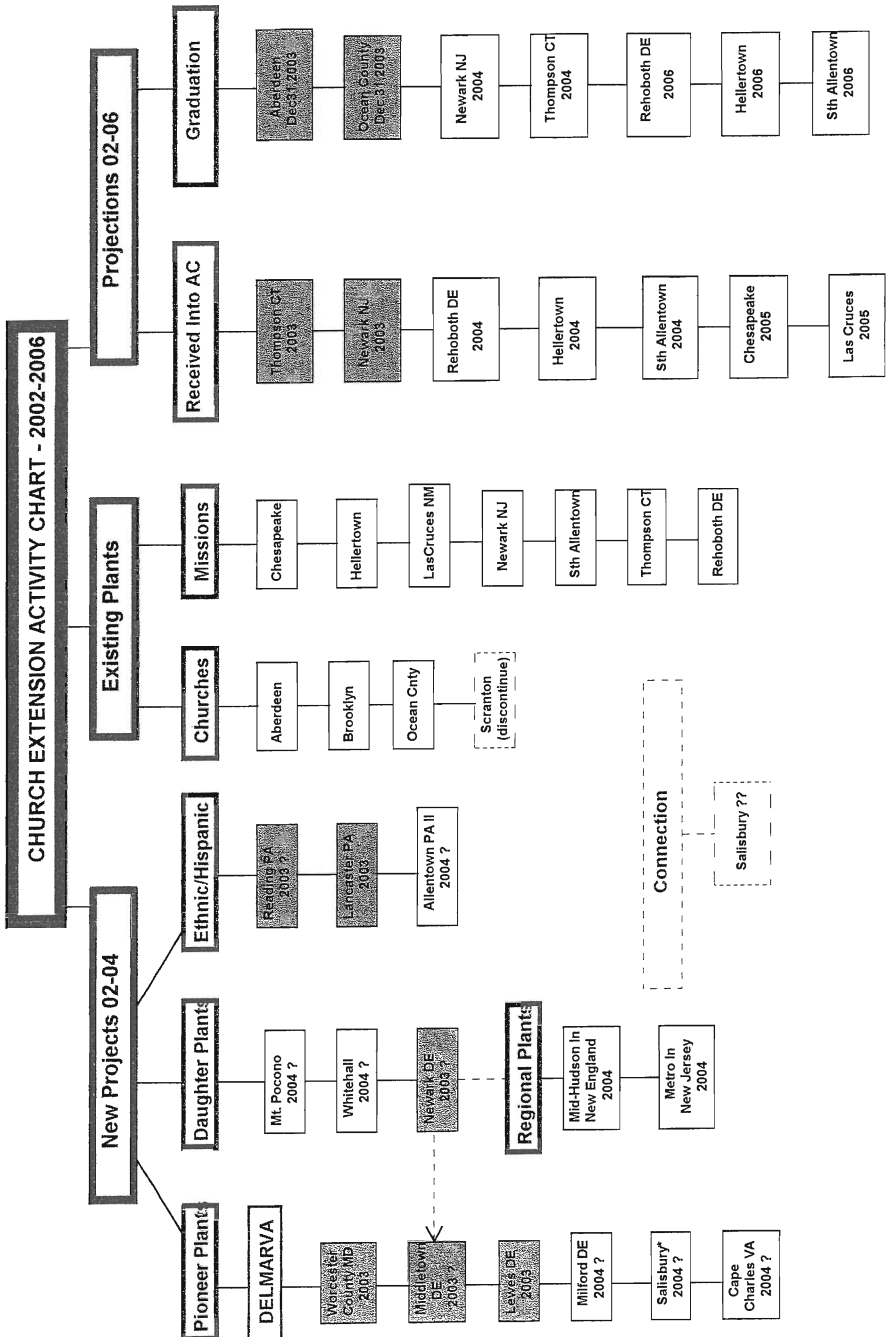 CHURCH EXTENSION ACTIVITY CHART - 2002-2006
New Projects 02-04
Pioneer Plants
DELMARVA
Worcester
County MD
2003
Middletown
DE
2003 ?
Lewes DE
2003
Milford DE
2004 ?
Salisbury*
2004 ?
Cape
Charles VA
2004 ?
Daughter Plants
Mt. Pocono
2004 ?
Whitehall
2004 ?
Newark DE
2003 ?
Regional Plants
Mid-Hudson In
New England
2004
Metro In
New Jersey
2004
Ethnic/Hispanic
Reading PA
2003 ?
Lancaster PA
2003
Allentown PA II
2004 ?
Connection
Salisbury ??
Existing Plants
Churches
Aberdeen
Brooklyn
Ocean Cnty
Scranton
(discontinue)
Missions
Chesapeake
Hellertown
LasCruces NM
Newark NJ
Sth Allentown
Thompson CT
Rehoboth DE
Projections 02-06
Received Into AC
Thompson CT
2003
Newark NJ
2003
Rehoboth DE
2004
Hellertown
2004
Sth Allentown
2004
Chesapeake
2005
Las Cruces
2005
Graduation
Aberdeen
Dec31 2003
Ocean County
Dec.31 2003
Newark NJ
2004
Thompson CT
2004
Rehoboth DE
2006
Hellertown
2006
Sth Allentown
2006